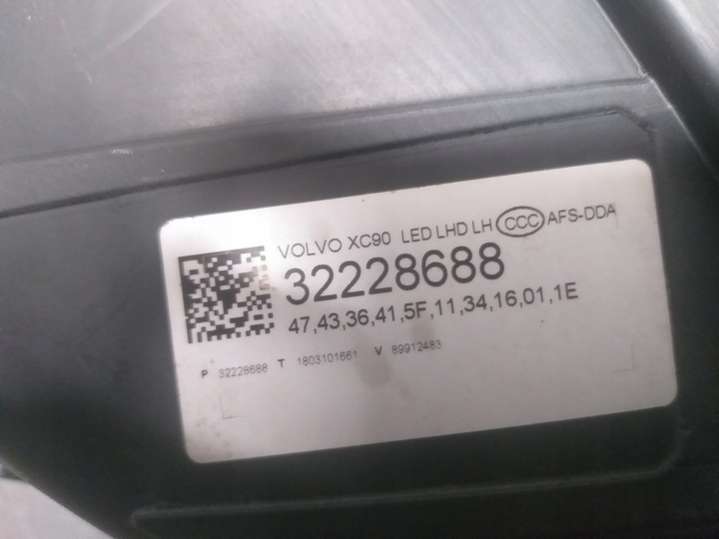 VOLVO XC90 LED LHD LH CCC AFS-DDA
32228688
47,43,36,41,5F,11,34,16,01,1E
P 32228688 T 1803101661 V 89912483